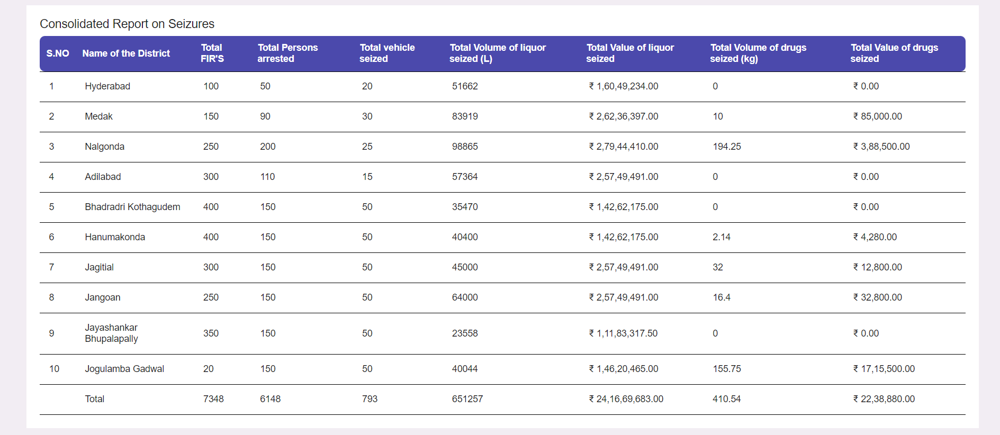 Consolidated Report on Seizures
S.NO Name of the District Total FIR'S Total Persons arrested Total vehicle seized Total Volume of liquor seized (L) Total Value of liquor seized Total Volume of drugs seized (kg) Total Value of drugs seized
1 Hyderabad 100 50 20 51662 ₹ 1,60,49,234.00 0 ₹ 0.00
2 Medak 150 90 30 83919 ₹ 2,62,36,397.00 10 ₹ 85,000.00
3 Nalgonda 250 200 25 98865 ₹ 2,79,44,410.00 194.25 ₹ 3,88,500.00
4 Adilabad 300 110 15 57364 ₹ 2,57,49,491.00 0 ₹ 0.00
5 Bhadradri Kothagudem 400 150 50 35470 ₹ 1,42,62,175.00 0 ₹ 0.00
6 Hanumakonda 400 150 50 40400 ₹ 1,42,62,175.00 2.14 ₹ 4,280.00
7 Jagitial 300 150 50 45000 ₹ 2,57,49,491.00 32 ₹ 12,800.00
8 Jangoan 250 150 50 64000 ₹ 2,57,49,491.00 16.4 ₹ 32,800.00
9 Jayashankar Bhupalapally 350 150 50 23558 ₹ 1,11,83,317.50 0 ₹ 0.00
10 Jogulamba Gadwal 20 150 50 40044 ₹ 1,46,20,465.00 155.75 ₹ 17,15,500.00
Total 7348 6148 793 651257 ₹ 24,16,69,683.00 410.54 ₹ 22,38,880.00